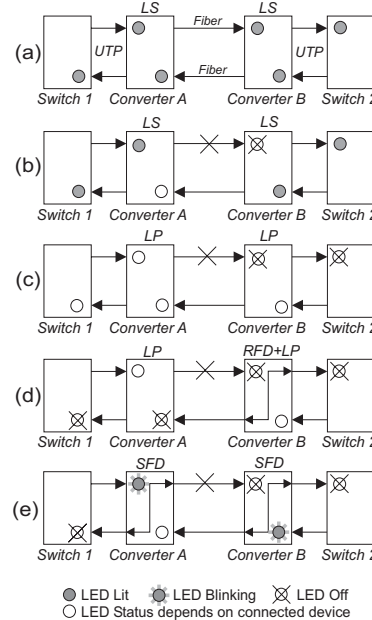 LS LS
(a) Fiber
UTP UTP
Fiber
Switch 1 Converter A Converter B Switch 2
LS LS
(b)
Switch 1 Converter A Converter B Switch 2
LP LP
(c)
Switch 1 Converter A Converter B Switch 2
LP RFD+LP
(d)
Switch 1 Converter A Converter B Switch 2
SFD SFD
(e)
Switch 1 Converter A Converter B Switch 2
LED Lit LED Blinking LED Off
LED Status depends on connected device